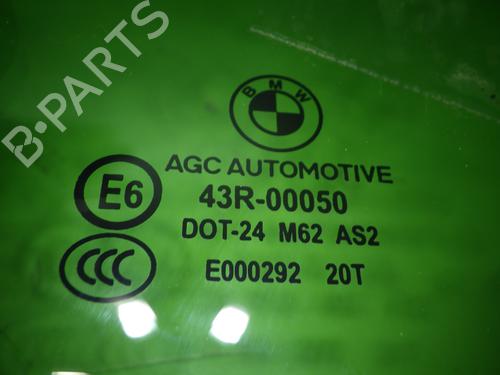 B-PARTS
BMW
AGC AUTOMOTIVE
E6
43R-00050
DOT-24 M62 AS2
CCC
E000292 20T